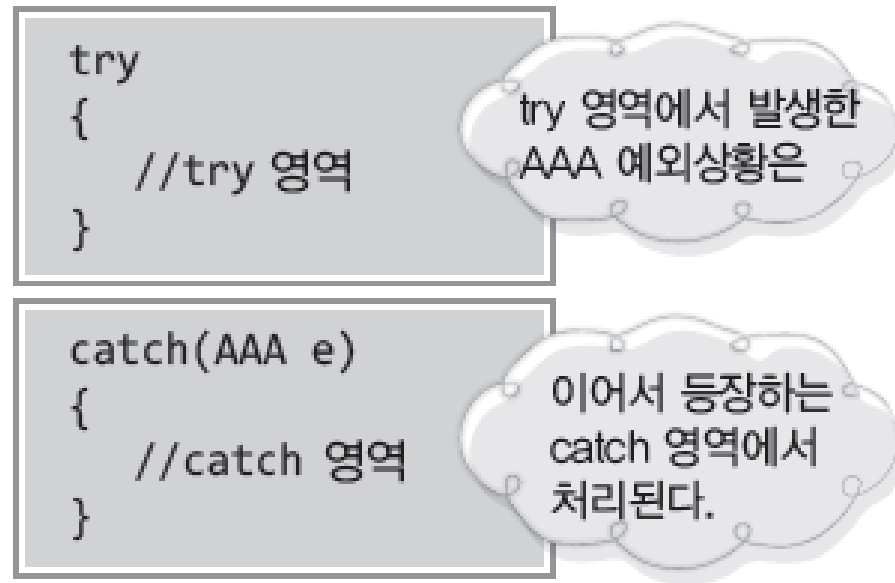 try
{
//try 영역
}
try 영역에서 발생한
AAA 예외상황은
catch(AAA e)
{
//catch 영역
}
이어서 등장하는
catch 영역에서
처리된다.